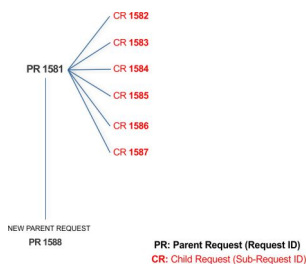 CR 1582
CR 1583
PR 1581
CR 1584
CR 1585
CR 1586
CR 1587
NEW PARENT REQUEST
PR 1588
PR: Parent Request (Request ID)
CR: Child Request (Sub-Request ID)